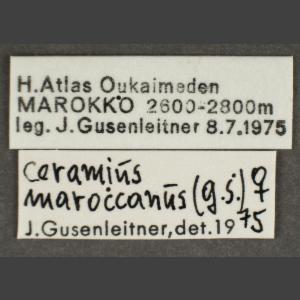 H.Atlas Oukaimeden
MAROKKO 2600-2800m
leg. J.Gusenleitner 8.7.1975
ceramius
maroccanus (g.s.) ♀
J.Gusenleitner, det. 1975